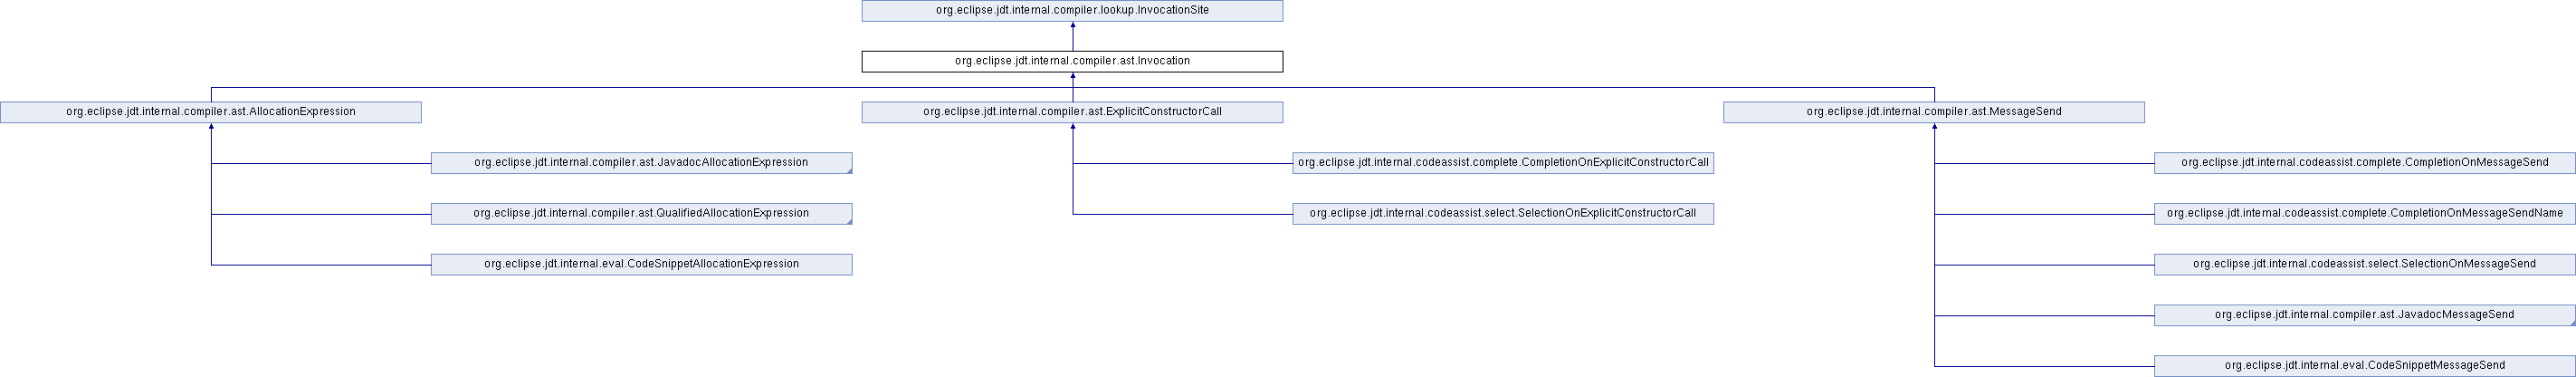 org.eclipse.jdt.internal.compiler.lookup.InvocationSite
org.eclipse.jdt.internal.compiler.ast.Invocation
org.eclipse.jdt.internal.compiler.ast.AllocationExpression
org.eclipse.jdt.internal.compiler.ast.ExplicitConstructorCall
org.eclipse.jdt.internal.compiler.ast.MessageSend
org.eclipse.jdt.internal.compiler.ast.JavadocAllocationExpression
org.eclipse.jdt.internal.codeassist.complete.CompletionOnExplicitConstructorCall
org.eclipse.jdt.internal.codeassist.complete.CompletionOnMessageSend
org.eclipse.jdt.internal.compiler.ast.QualifiedAllocationExpression
org.eclipse.jdt.internal.codeassist.select.SelectionOnExplicitConstructorCall
org.eclipse.jdt.internal.codeassist.complete.CompletionOnMessageSendName
org.eclipse.jdt.internal.eval.CodeSnippetAllocationExpression
org.eclipse.jdt.internal.codeassist.select.SelectionOnMessageSend
org.eclipse.jdt.internal.compiler.ast.JavadocMessageSend
org.eclipse.jdt.internal.eval.CodeSnippetMessageSend